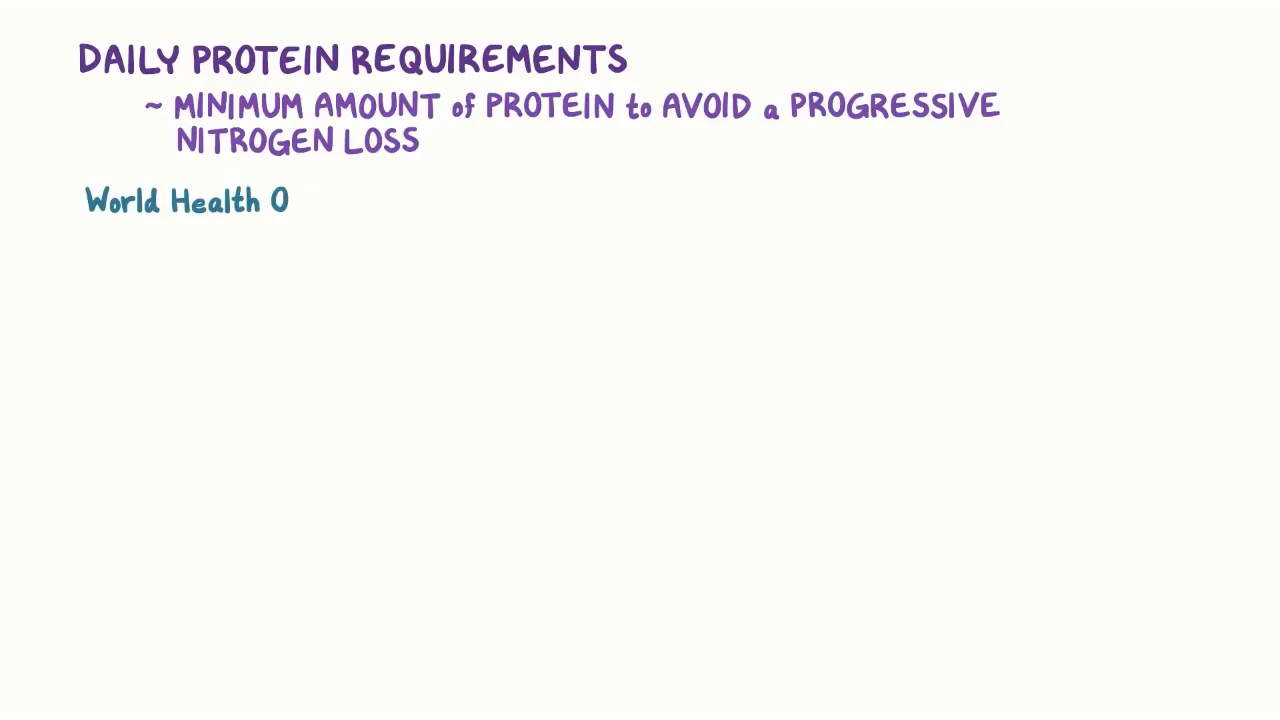 DAILY PROTEIN REQUIREMENTS
~ MINIMUM AMOUNT of PROTEIN to AVOID a PROGRESSIVE
NITROGEN LOSS
World Health O